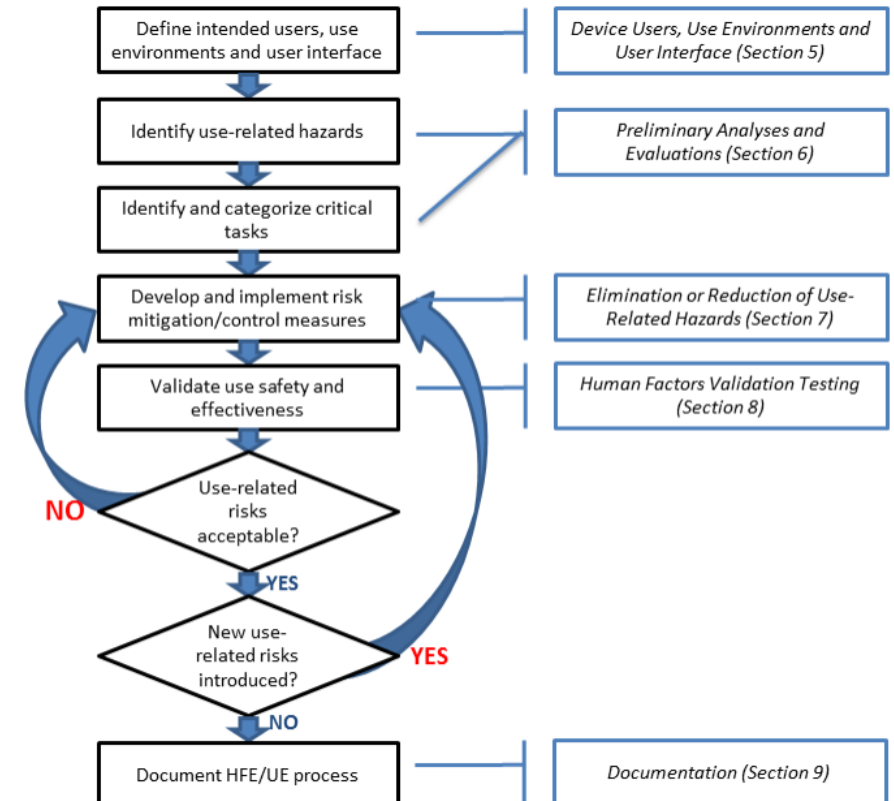 Define intended users, use
environments and user interface
Device Users, Use Environments and
User Interface (Section 5)
Identify use-related hazards
Preliminary Analyses and
Evaluations (Section 6)
Identify and categorize critical
tasks
Develop and implement risk
mitigation/control measures
Elimination or Reduction of Use-
Related Hazards (Section 7)
Validate use safety and
effectiveness
Human Factors Validation Testing
(Section 8)
Use-related
risks
acceptable?
NO
YES
New use-
related risks
introduced?
YES
NO
Document HFE/UE process
Documentation (Section 9)